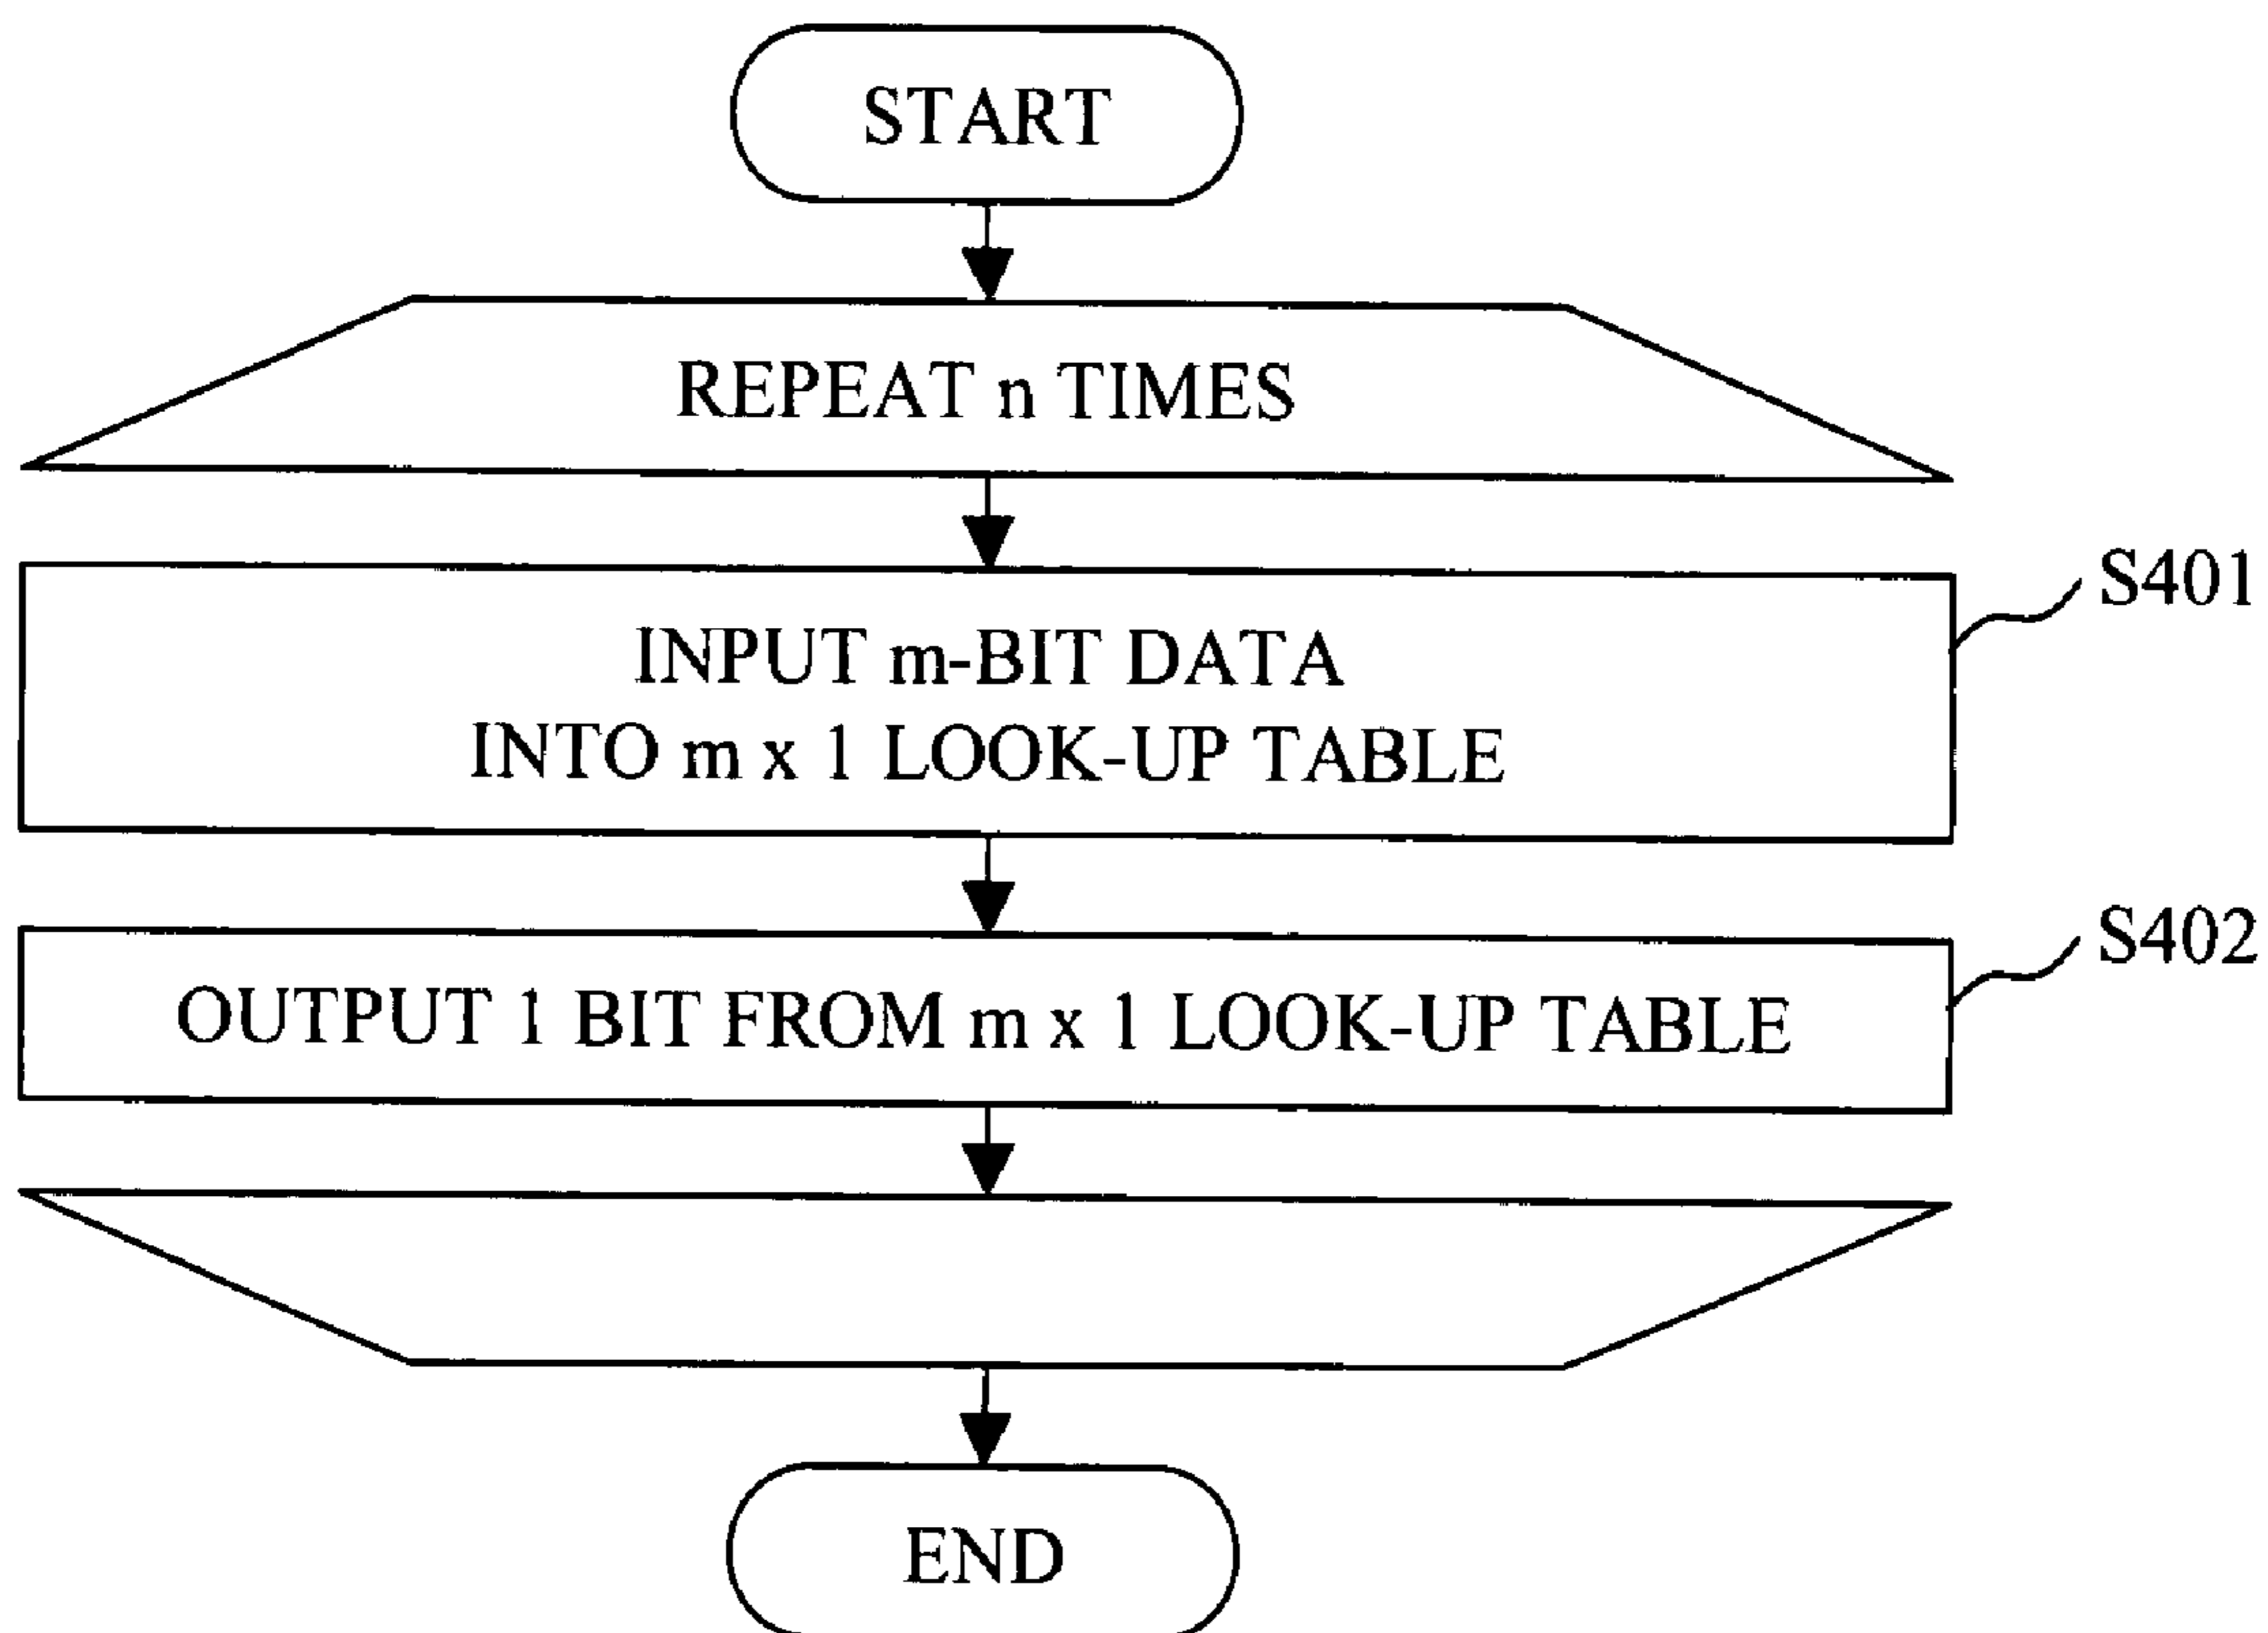 START
REPEAT n TIMES
S401
INPUT m-BIT DATA
INTO m x 1 LOOK-UP TABLE
S402
OUTPUT 1 BIT FROM m x 1 LOOK-UP TABLE
END